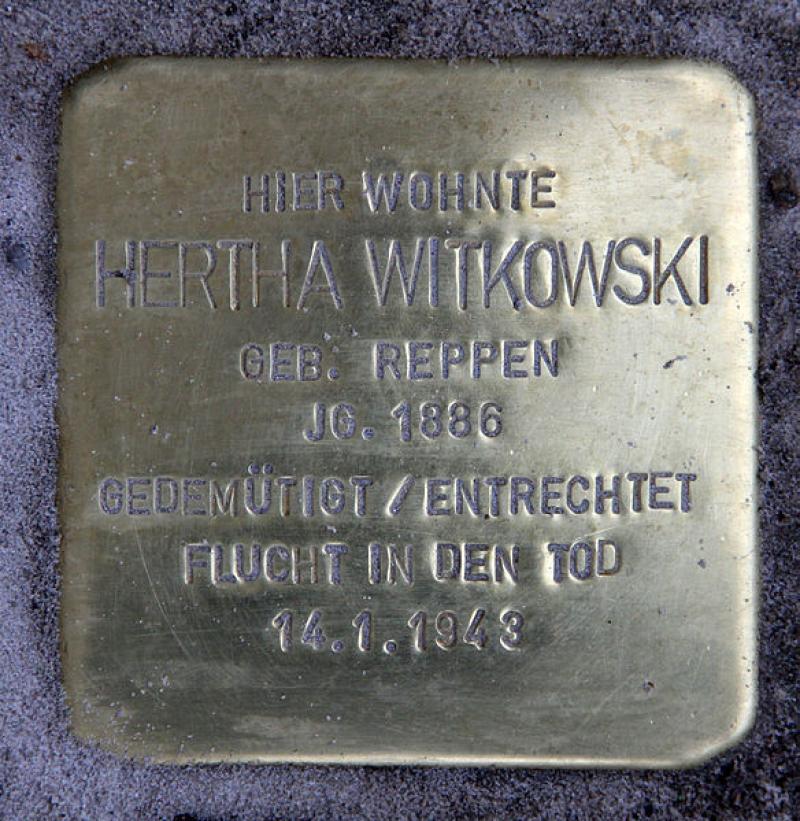 HIER WOHNTE
HERTHA WITKOWSKI
GEB. REPPEN
JG. 1886
GEDEMÜTIGT / ENTRECHTET
FLUCHT IN DEN TOD
14.1.1943